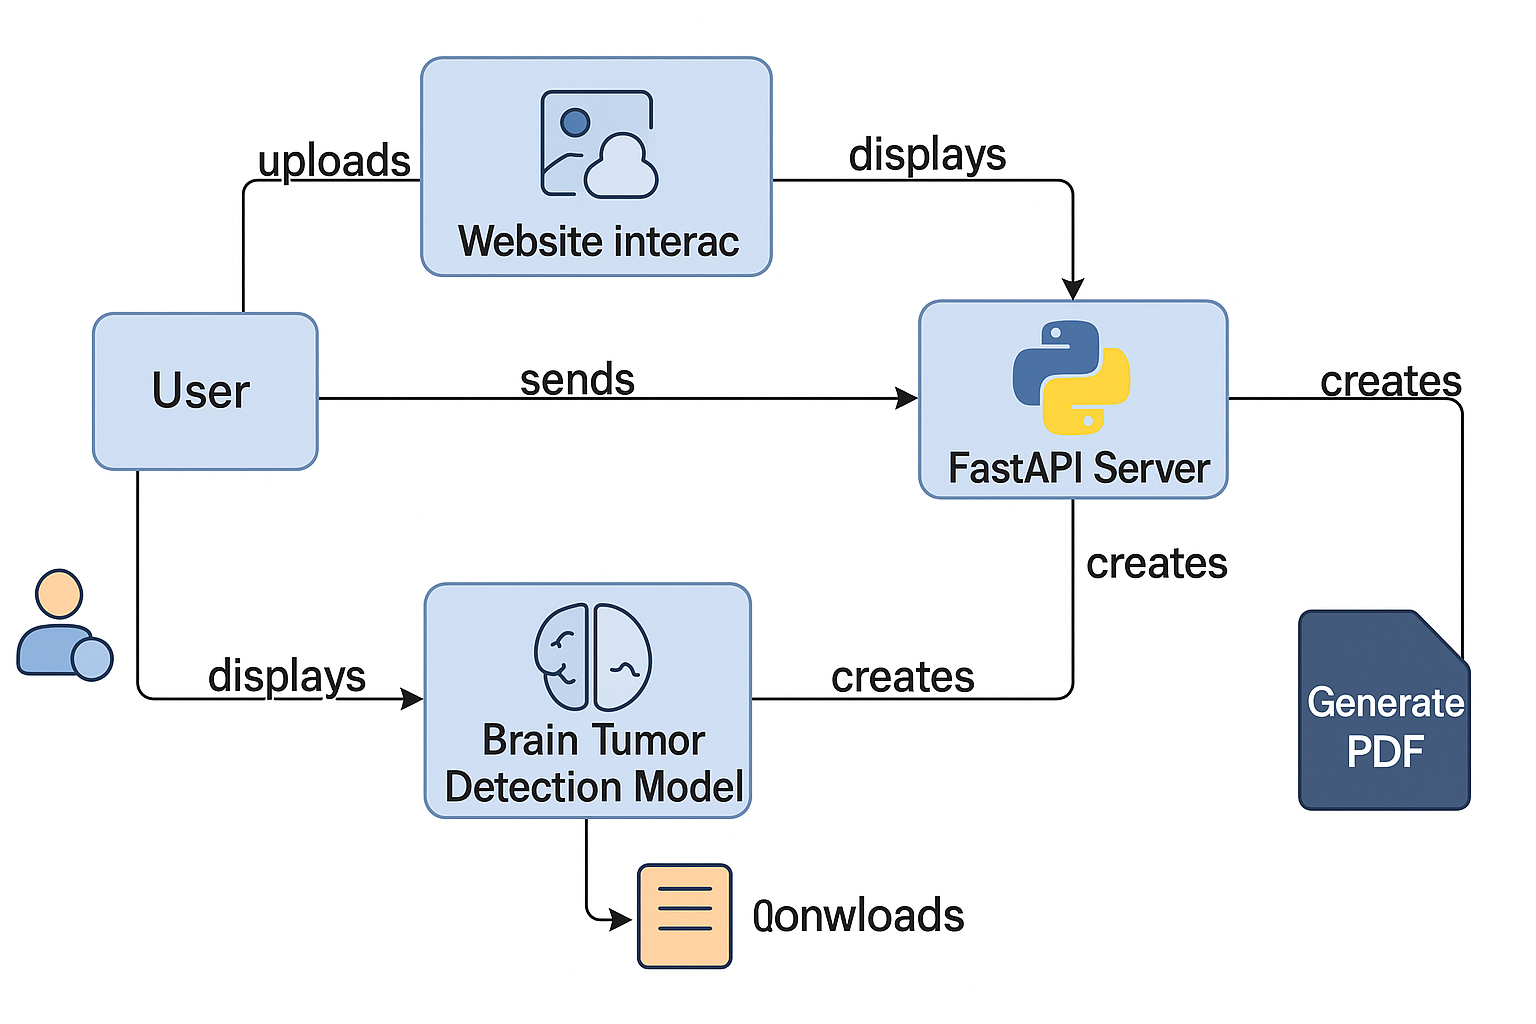 uploads
displays
Website interac
User
sends
creates
FastAPI Server
creates
displays
creates
Generate
PDF
Brain Tumor
Detection Model
Qonwloads